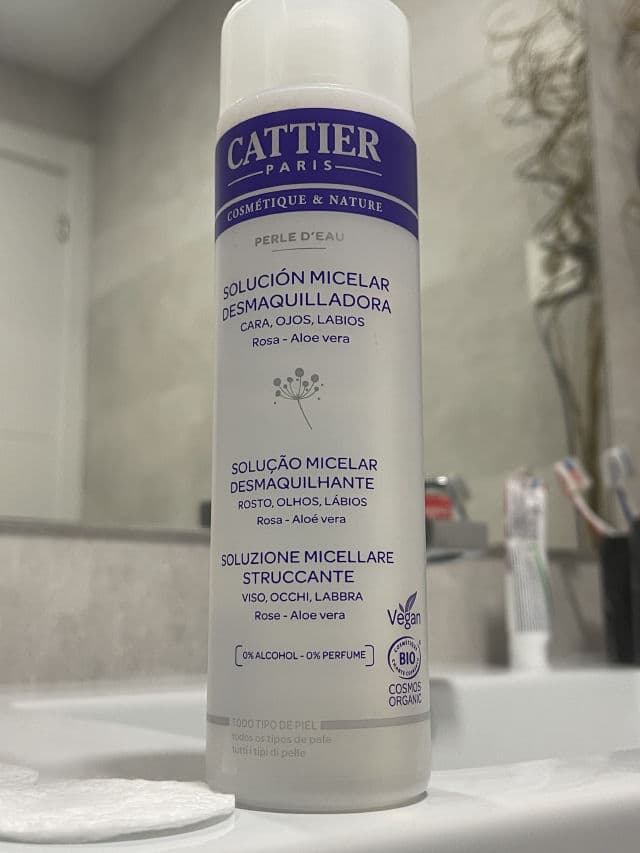 CATTIER
PARIS
COSMÉTIQUE & NATURE
PERLE D'EAU
SOLUCIÓN MICELAR
DESMAQUILLADORA
CARA, OJOS, LABIOS
Rosa - Aloe vera
SOLUÇÃO MICELAR
DESMAQUILHANTE
ROSTO, OLHOS, LÁBIOS
Rosa - Aloé vera
SOLUZIONE MICELLARE
STRUCCANTE
VISO, OCCHI, LABBRA
Rose - Aloe vera
Vegan
0% ALCOHOL - 0% PERFUME
BIO
COSMOS
ORGANIC
TODO TIPO DE PIEL
todos os tipos de pele
tutti i tipi di pelle